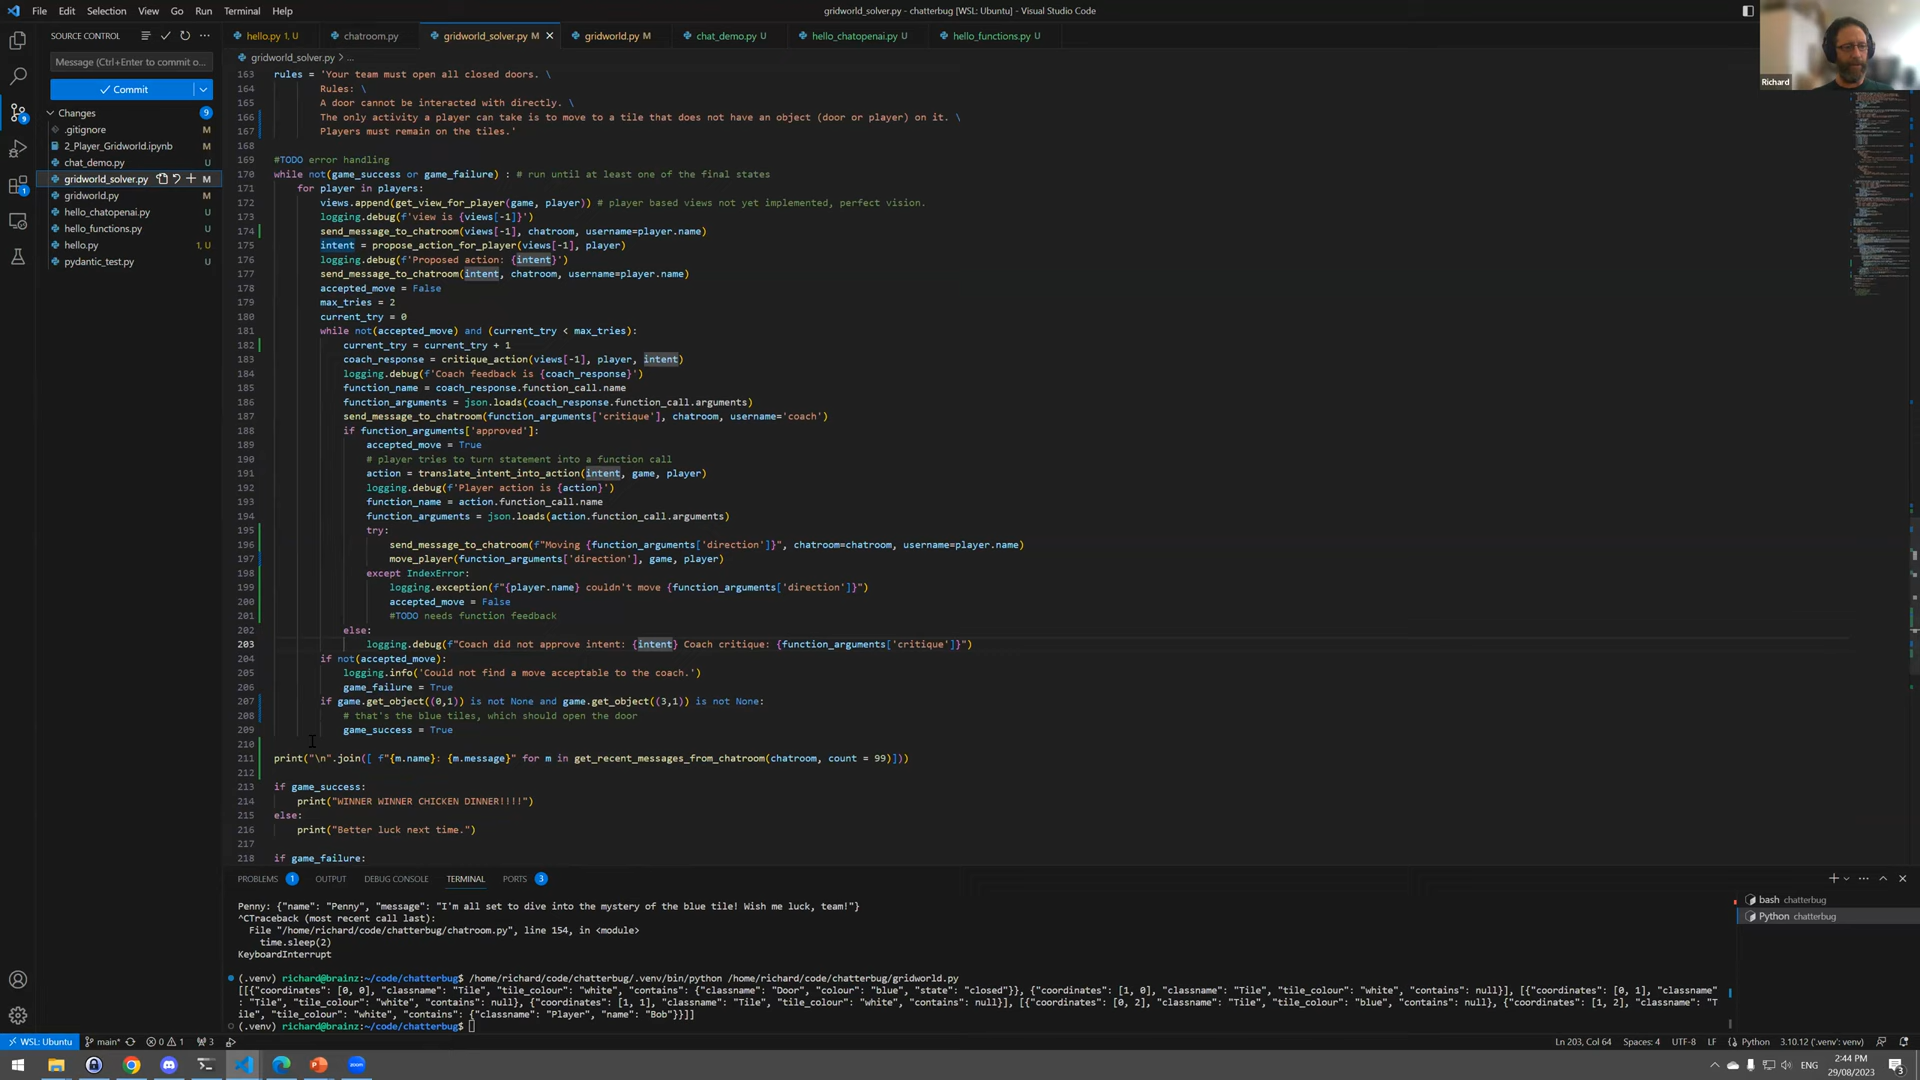 File Edit Selection View Go Run Terminal Help
gridworld_solver.py - chatterbug [WSL: Ubuntu] - Visual Studio Code
SOURCE CONTROL
hello.py 1, U
chatroom.py
gridworld_solver.py M
gridworld.py M
chat_demo.py U
hello_chatopenai.py U
hello_functions.py U
Message (Ctrl+Enter to commit o...
Commit
Changes 9
.gitignore M
2_Player_Gridworld.ipynb M
chat_demo.py U
gridworld_solver.py M
gridworld.py M
hello_chatopenai.py U
hello_functions.py U
hello.py 1, U
pydantic_test.py U
gridworld_solver.py > ...
Richard
163 rules = 'Your team must open all closed doors. \
164 Rules: \
165 A door cannot be interacted with directly. \
166 The only activity a player can take is to move to a tile that does not have an object (door or player) on it. \
167 Players must remain on the tiles.'
168
169 #TODO error handling
170 while not(game_success or game_failure) : # run until at least one of the final states
171 for player in players:
172 views.append(get_view_for_player(game, player)) # player based views not yet implemented, perfect vision.
173 logging.debug(f'view is {views[-1]}')
174 send_message_to_chatroom(views[-1], chatroom, username=player.name)
175 intent = propose_action_for_player(views[-1], player)
176 logging.debug(f'Proposed action: {intent}')
177 send_message_to_chatroom(intent, chatroom, username=player.name)
178 accepted_move = False
179 max_tries = 2
180 current_try = 0
181 while not(accepted_move) and (current_try < max_tries):
182 current_try = current_try + 1
183 coach_response = critique_action(views[-1], player, intent)
184 logging.debug(f'Coach feedback is {coach_response}')
185 function_name = coach_response.function_call.name
186 function_arguments = json.loads(coach_response.function_call.arguments)
187 send_message_to_chatroom(function_arguments['critique'], chatroom, username='coach')
188 if function_arguments['approved']:
189 accepted_move = True
190 # player tries to turn statement into a function call
191 action = translate_intent_into_action(intent, game, player)
192 logging.debug(f'Player action is {action}')
193 function_name = action.function_call.name
194 function_arguments = json.loads(action.function_call.arguments)
195 try:
196 send_message_to_chatroom(f"Moving {function_arguments['direction']}", chatroom=chatroom, username=player.name)
197 move_player(function_arguments['direction'], game, player)
198 except IndexError:
199 logging.exception(f"{player.name} couldn't move {function_arguments['direction']}")
200 accepted_move = False
201 #TODO needs function feedback
202 else:
203 logging.debug(f"Coach did not approve intent: {intent} Coach critique: {function_arguments['critique']}")
204 if not(accepted_move):
205 logging.info('Could not find a move acceptable to the coach.')
206 game_failure = True
207 if game.get_object((0,1)) is not None and game.get_object((3,1)) is not None:
208 # that's the blue tiles, which should open the door
209 game_success = True
210
211 print("\n".join([ f"{m.name}: {m.message}" for m in get_recent_messages_from_chatroom(chatroom, count = 99)]))
212
213 if game_success:
214 print("WINNER WINNER CHICKEN DINNER!!!!")
215 else:
216 print("Better luck next time.")
217
218 if game_failure:
PROBLEMS 1 OUTPUT DEBUG CONSOLE TERMINAL PORTS 3
Penny: {"name": "Penny", "message": "I'm all set to dive into the mystery of the blue tile! Wish me luck, team!"}
^CTraceback (most recent call last):
File "/home/richard/code/chatterbug/chatroom.py", line 154, in <module>
time.sleep(2)
KeyboardInterrupt
(.venv) richard@brainz:~/code/chatterbug$ /home/richard/code/chatterbug/.venv/bin/python /home/richard/code/chatterbug/gridworld.py
[[{"coordinates": [0, 0], "classname": "Tile", "tile_colour": "white", "contains": {"classname": "Door", "colour": "blue", "state": "closed"}}, {"coordinates": [1, 0], "classname": "Tile", "tile_colour": "white", "contains": null}], [{"coordinates": [0, 1], "classname"
: "Tile", "tile_colour": "white", "contains": null}, {"coordinates": [1, 1], "classname": "Tile", "tile_colour": "white", "contains": null}], [{"coordinates": [0, 2], "classname": "Tile", "tile_colour": "blue", "contains": null}, {"coordinates": [1, 2], "classname": "T
ile", "tile_colour": "white", "contains": {"classname": "Player", "name": "Bob"}}]]
(.venv) richard@brainz:~/code/chatterbug$
bash chatterbug
Python chatterbug
WSL: Ubuntu main* 0 1 3
Ln 203, Col 64 Spaces: 4 UTF-8 LF Python 3.10.12 ('.venv': venv)
zoom
ENG
2:44 PM
29/08/2023
3